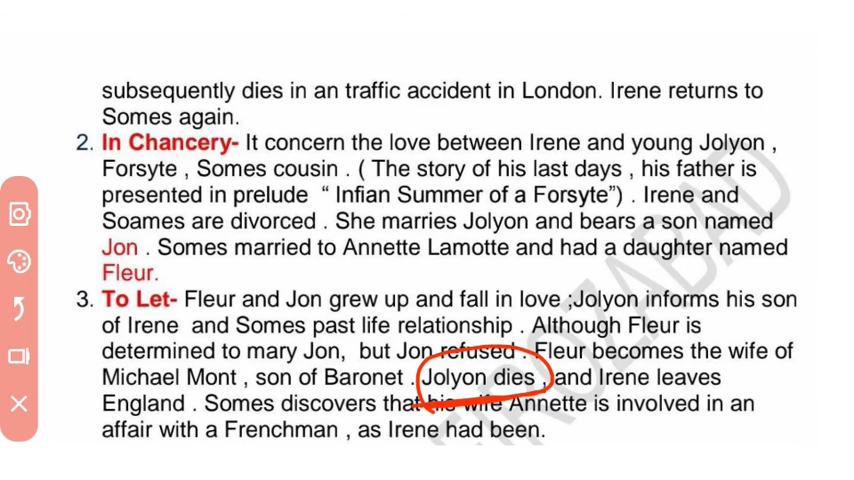 subsequently dies in an traffic accident in London. Irene returns to
Somes again.
2. In Chancery- It concern the love between Irene and young Jolyon ,
Forsyte , Somes cousin . ( The story of his last days , his father is
presented in prelude “ Infian Summer of a Forsyte”) . Irene and
Soames are divorced . She marries Jolyon and bears a son named
Jon . Somes married to Annette Lamotte and had a daughter named
Fleur.
3. To Let- Fleur and Jon grew up and fall in love ;Jolyon informs his son
of Irene and Somes past life relationship . Although Fleur is
determined to mary Jon, but Jon refused . Fleur becomes the wife of
Michael Mont , son of Baronet . Jolyon dies , and Irene leaves
England . Somes discovers that his wife Annette is involved in an
affair with a Frenchman , as Irene had been.